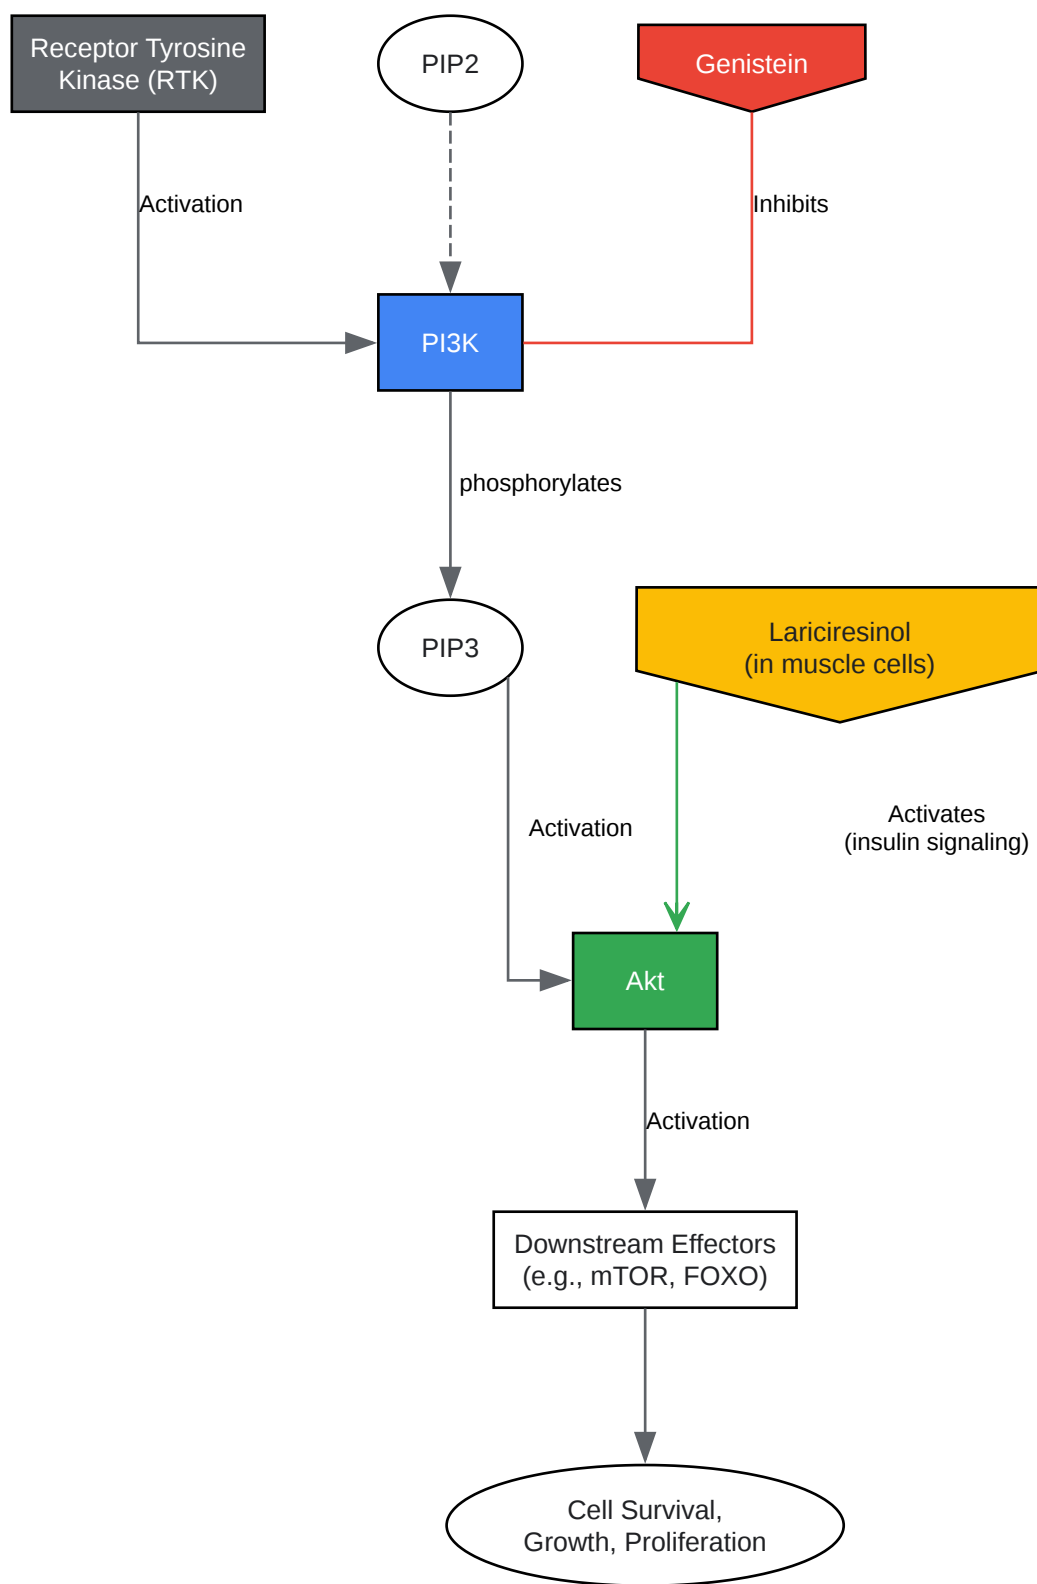 Receptor Tyrosine
Kinase (RTK)
PIP2
Genistein
Activation
Inhibits
PI3K
phosphorylates
PIP3
Lariciresinol
(in muscle cells)
Activation
Activates
(insulin signaling)
Akt
Activation
Downstream Effectors
(e.g., mTOR, FOXO)
Cell Survival,
Growth, Proliferation